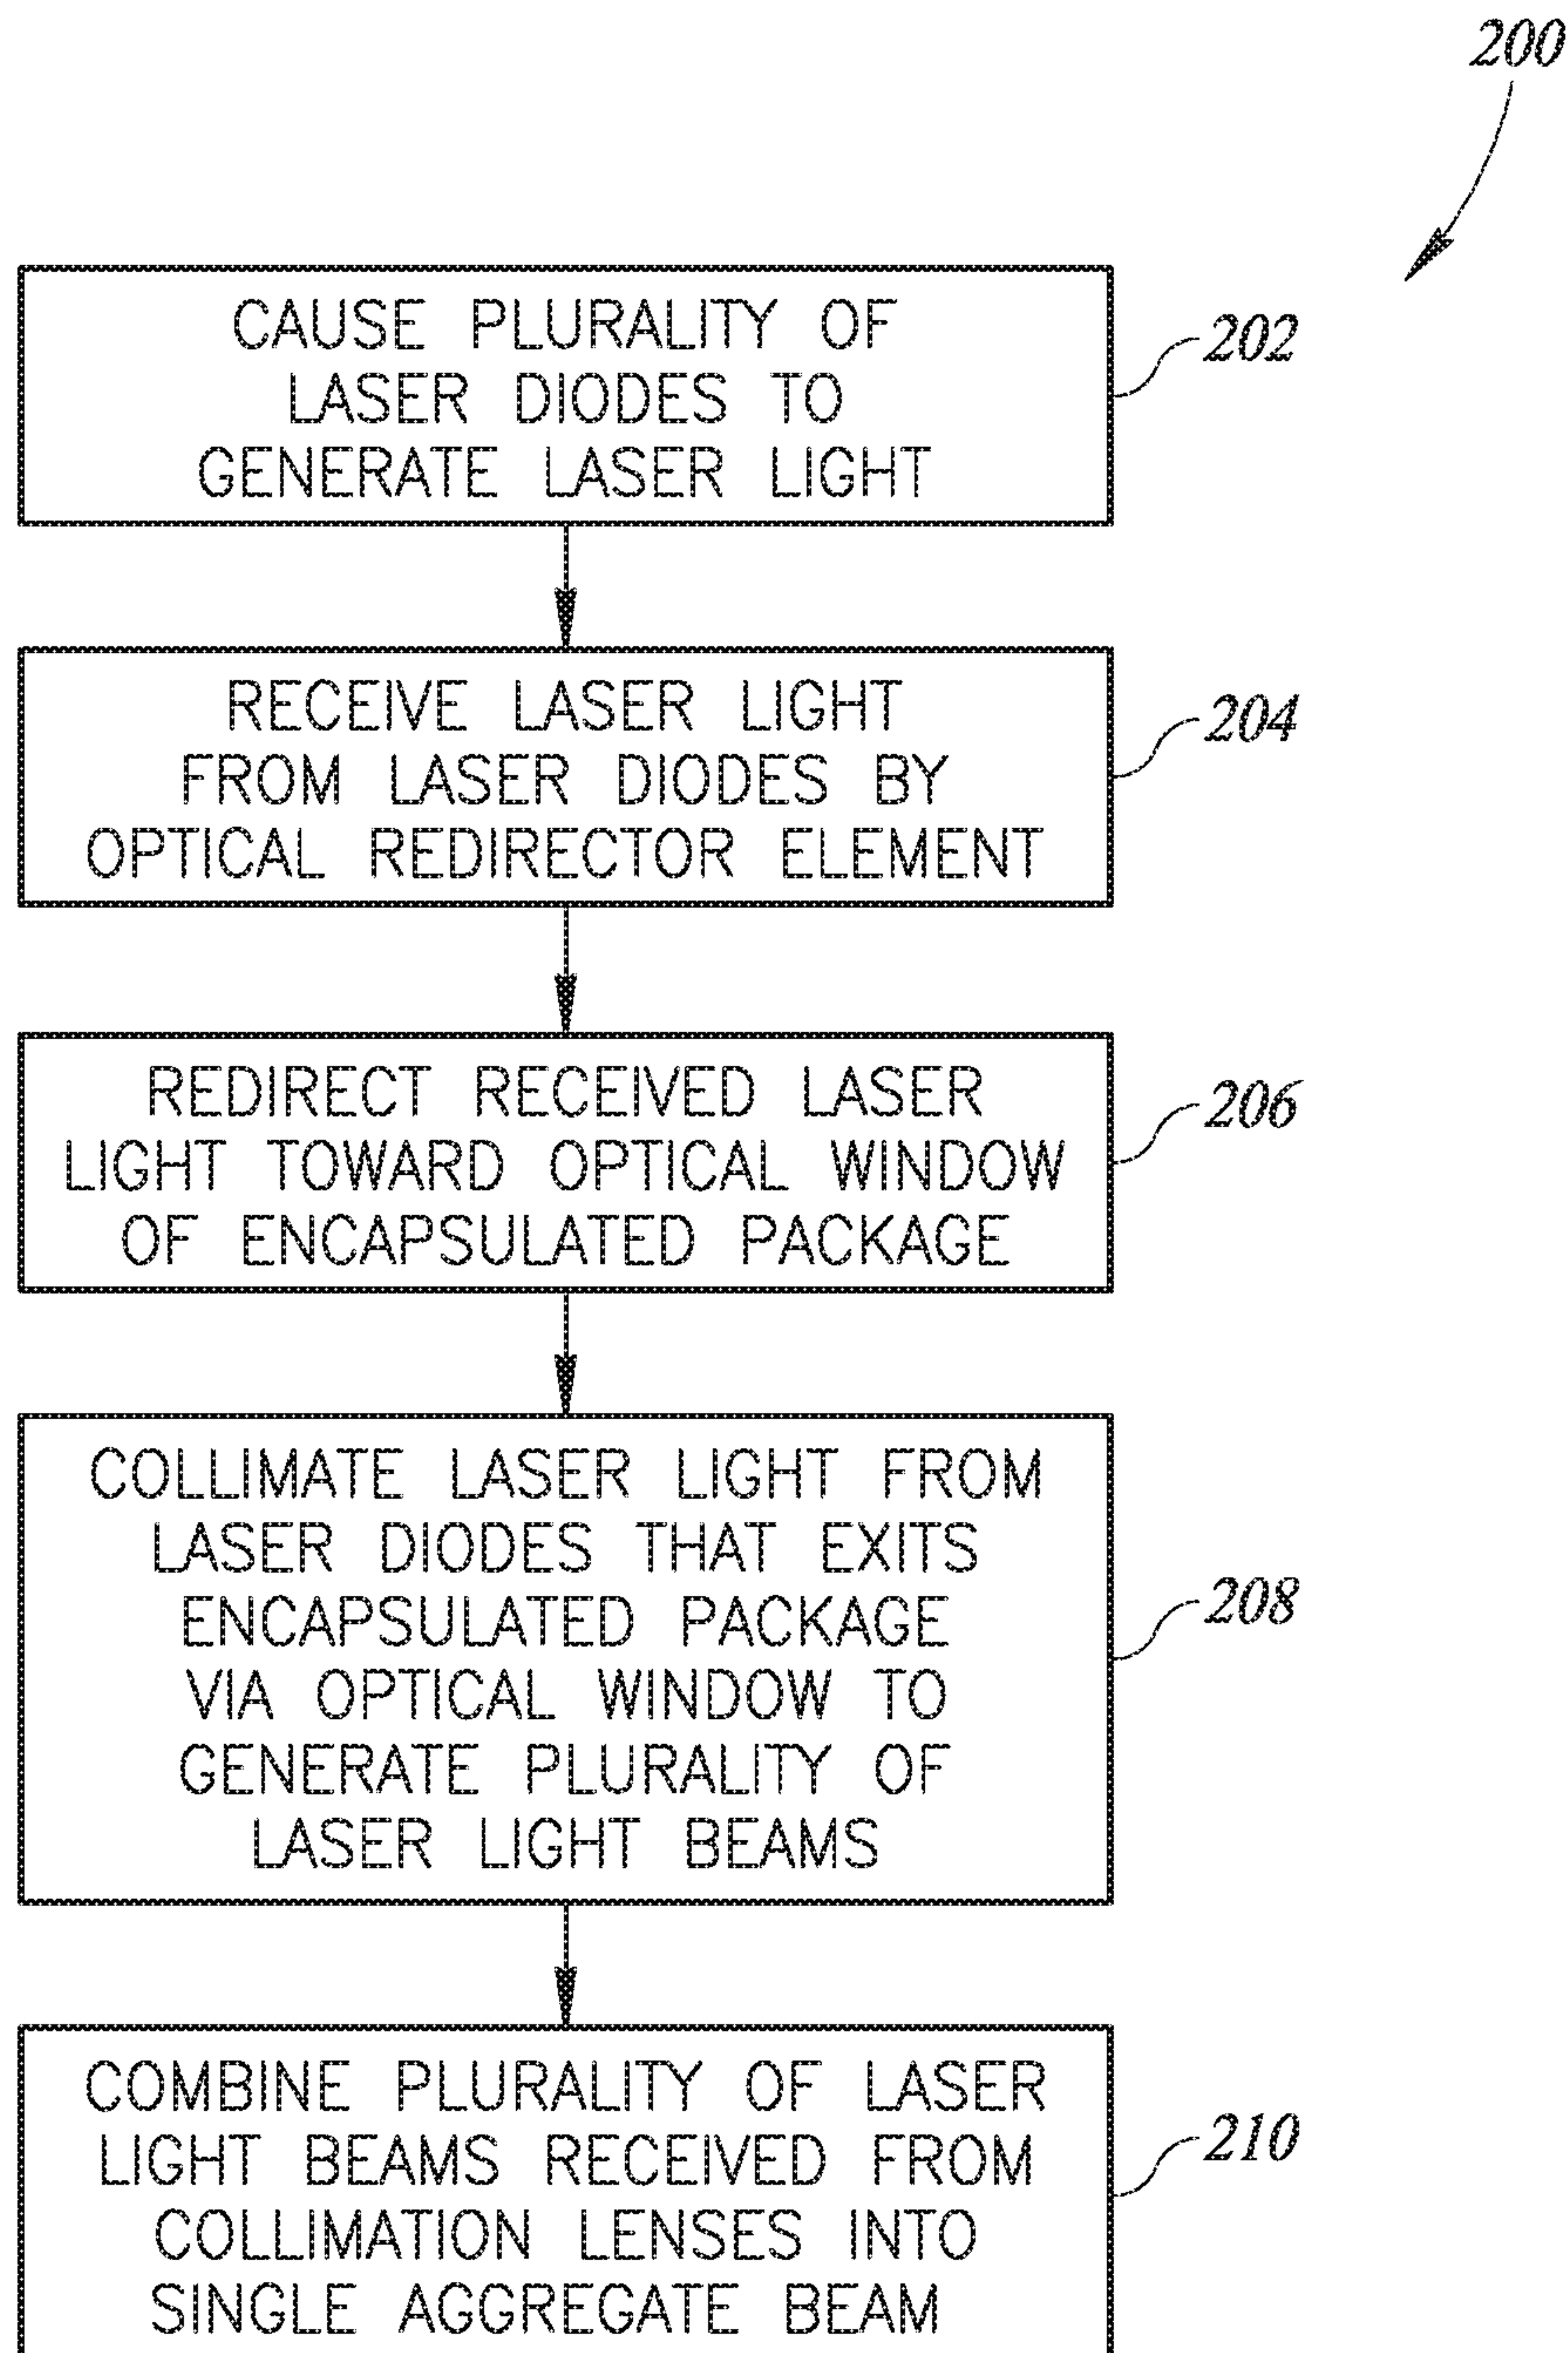 200
CAUSE PLURALITY OF
LASER DIODES TO
GENERATE LASER LIGHT
202
RECEIVE LASER LIGHT
FROM LASER DIODES BY
OPTICAL REDIRECTOR ELEMENT
204
REDIRECT RECEIVED LASER
LIGHT TOWARD OPTICAL WINDOW
OF ENCAPSULATED PACKAGE
206
COLLIMATE LASER LIGHT FROM
LASER DIODES THAT EXITS
ENCAPSULATED PACKAGE
VIA OPTICAL WINDOW TO
GENERATE PLURALITY OF
LASER LIGHT BEAMS
208
COMBINE PLURALITY OF LASER
LIGHT BEAMS RECEIVED FROM
COLLIMATION LENSES INTO
SINGLE AGGREGATE BEAM
210